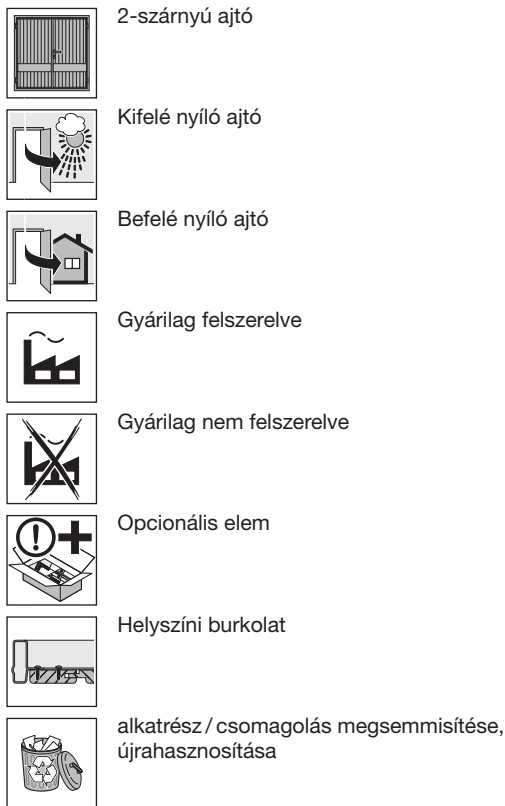 2-szárnyú ajtó
Kifelé nyíló ajtó
Befelé nyíló ajtó
Gyárilag felszerelve
Gyárilag nem felszerelve
Opcionális elem
Helyszíni burkolat
alkatrész / csomagolás megsemmisítése,
újrahasznosítása